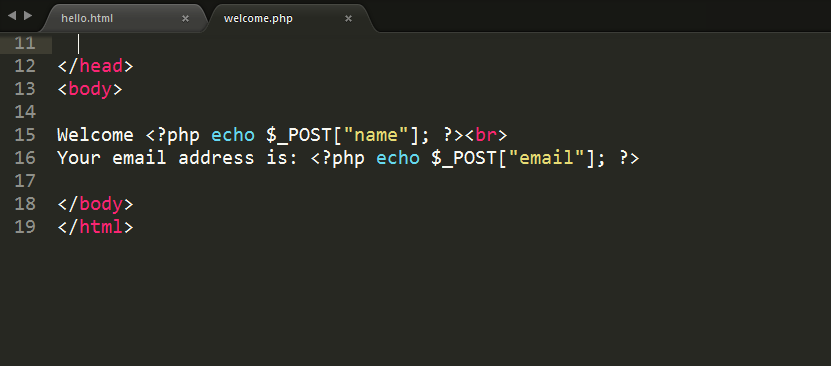 hello.html × welcome.php ×
11
12 </head>
13 <body>
14
15 Welcome <?php echo $_POST["name"]; ?><br>
16 Your email address is: <?php echo $_POST["email"]; ?>
17
18 </body>
19 </html>